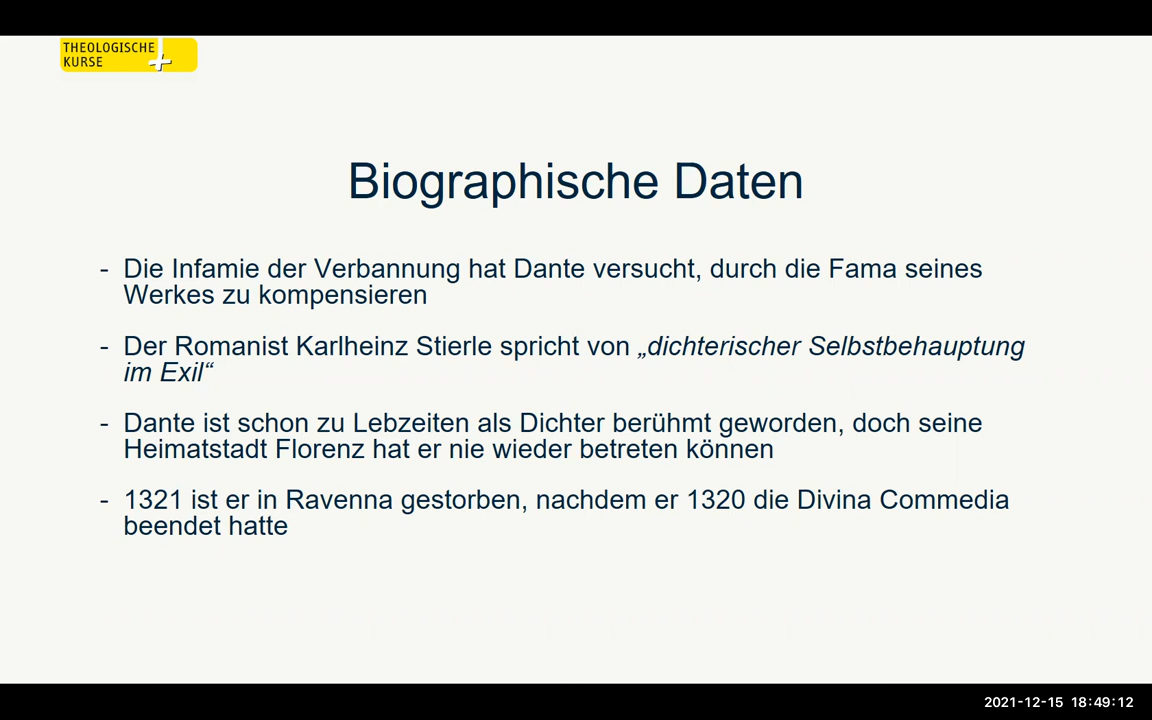 THEOLOGISCHE
KURSE
Biographische Daten
- Die Infamie der Verbannung hat Dante versucht, durch die Fama seines
Werkes zu kompensieren
- Der Romanist Karlheinz Stierle spricht von „dichterischer Selbstbehauptung
im Exil“
- Dante ist schon zu Lebzeiten als Dichter berühmt geworden, doch seine
Heimatstadt Florenz hat er nie wieder betreten können
- 1321 ist er in Ravenna gestorben, nachdem er 1320 die Divina Commedia
beendet hatte
2021-12-15 18:49:12